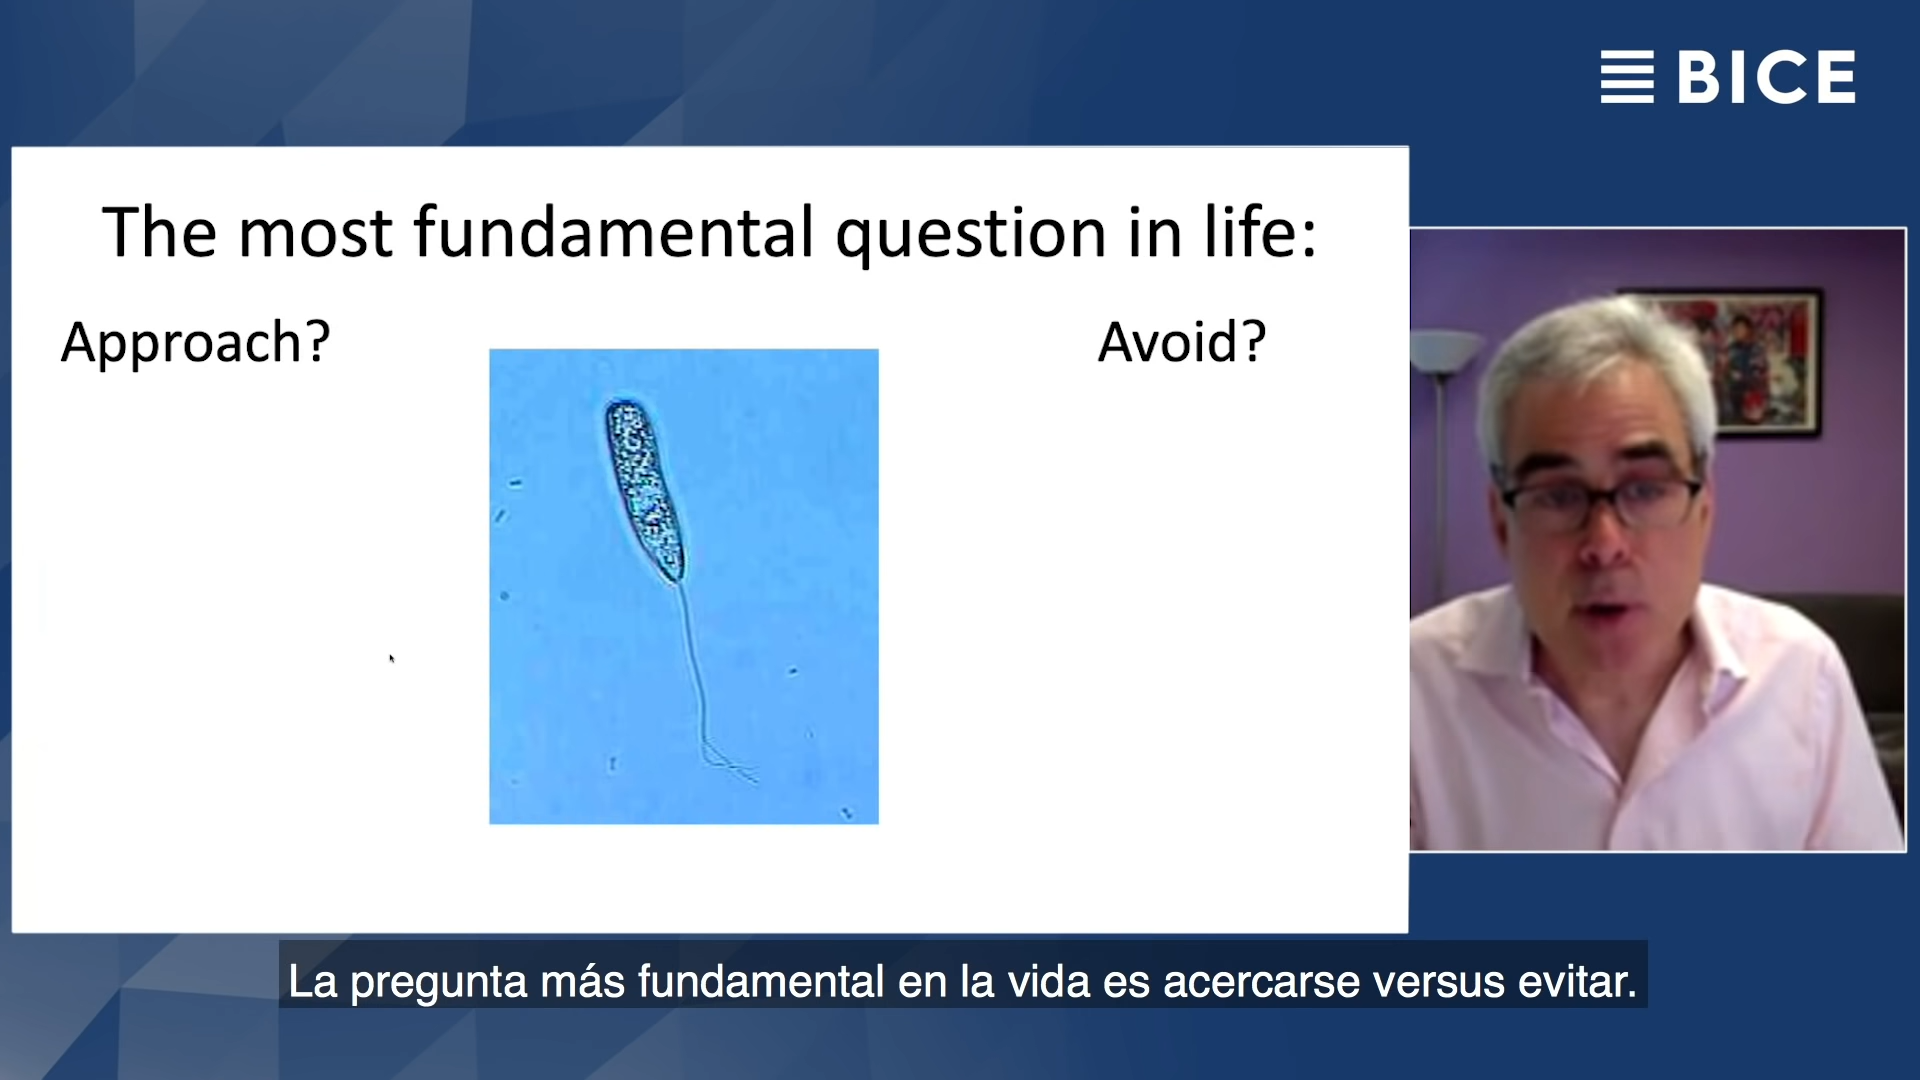 BICE
The most fundamental question in life:
Approach?
Avoid?
La pregunta más fundamental en la vida es acercarse versus evitar.